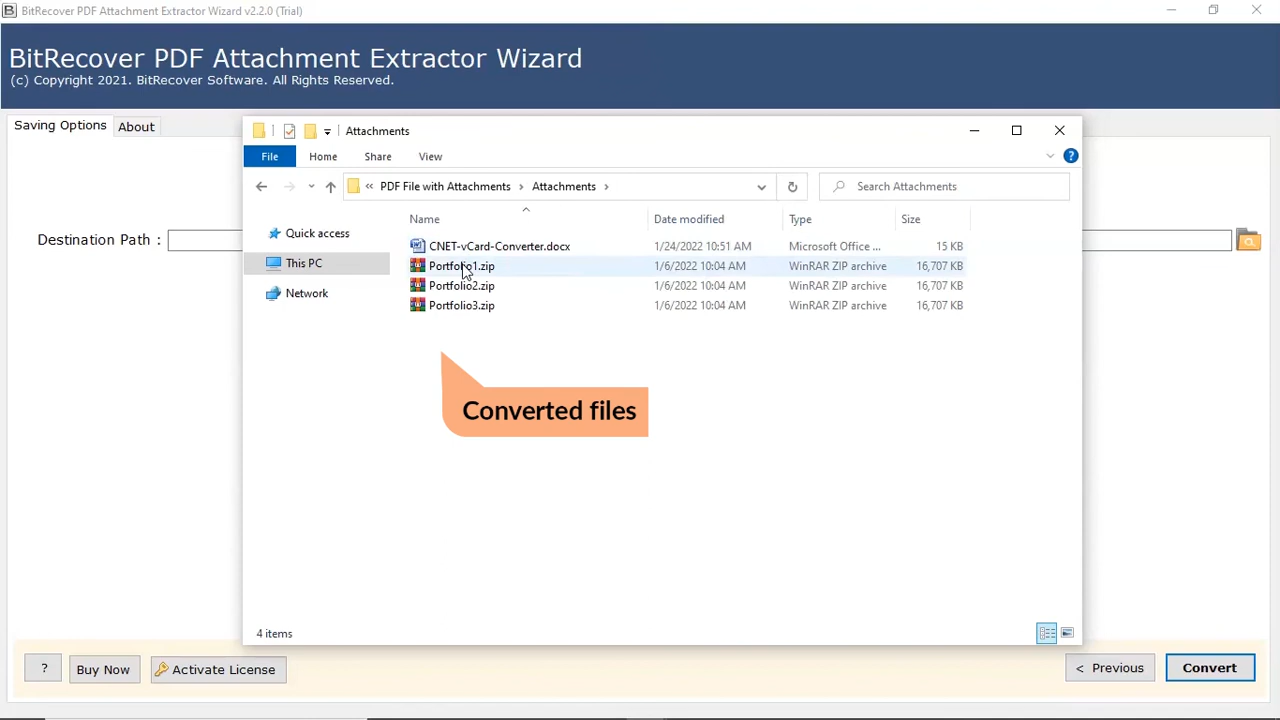 BitRecover PDF Attachment Extractor Wizard v2.2.0 (Trial)
BitRecover PDF Attachment Extractor Wizard
(c) Copyright 2021. BitRecover Software. All Rights Reserved.
Saving Options About
Attachments
File Home Share View
« PDF File with Attachments > Attachments >
Search Attachments
Destination Path :
Quick access
This PC
Network
Name Date modified Type Size
CNET-vCard-Converter.docx 1/24/2022 10:51 AM Microsoft Office ... 15 KB
Portfolio1.zip 1/6/2022 10:04 AM WinRAR ZIP archive 16,707 KB
Portfolio2.zip 1/6/2022 10:04 AM WinRAR ZIP archive 16,707 KB
Portfolio3.zip 1/6/2022 10:04 AM WinRAR ZIP archive 16,707 KB
Converted files
4 items
? Buy Now Activate License < Previous Convert